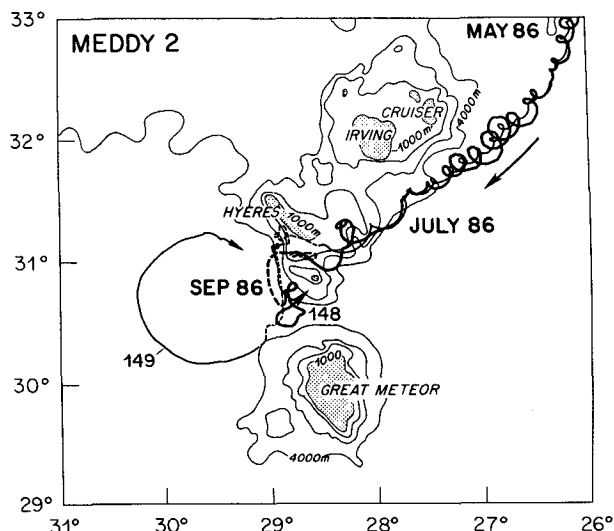 33°
MEDDY 2
MAY 86
CRUISER
4000m
IRVING
1000m
32°
HYERES
1000m
JULY 86
31°
SEP 86
148
149
1000
30°
GREAT METEOR
4000m
29°
31°
30°
29°
28°
27°
26°